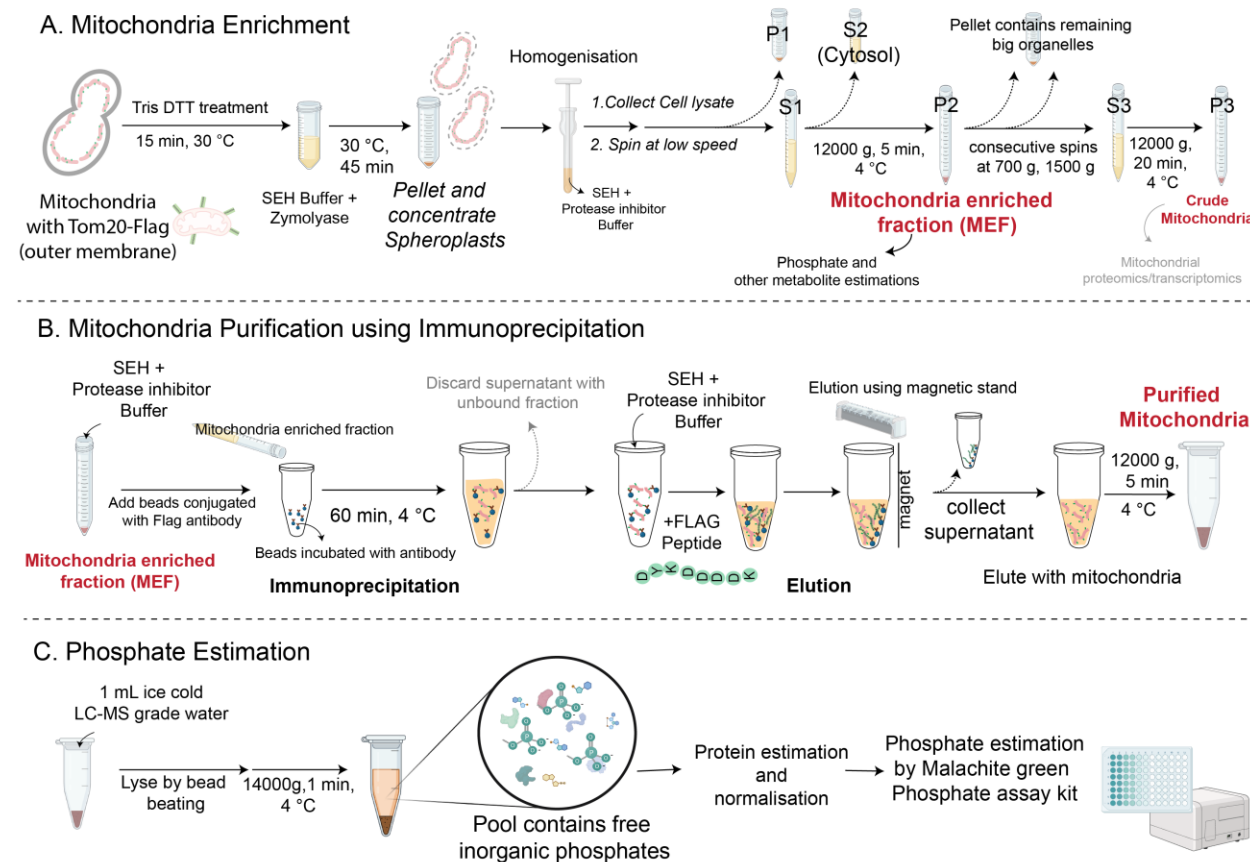 A. Mitochondria Enrichment
Mitochondria
with Tom20-Flag
(outer membrane)
Tris DTT treatment
15 min, 30 °C
SEH Buffer +
Zymolyase
30 °C,
45 min
Pellet and
concentrate
Spheroplasts
Homogenisation
SEH +
Protease inhibitor
Buffer
1.Collect Cell lysate
2. Spin at low speed
P1
S1
S2
(Cytosol)
12000 g, 5 min,
4 °C
P2
Mitochondria enriched
fraction (MEF)
Phosphate and
other metabolite estimations
Pellet contains remaining
big organelles
consecutive spins
at 700 g, 1500 g
S3
12000 g,
20 min,
4 °C
P3
Crude
Mitochondria
Mitochondrial
proteomics/transcriptomics
B. Mitochondria Purification using Immunoprecipitation
SEH +
Protease inhibitor
Buffer
Mitochondria enriched
fraction (MEF)
Mitochondria enriched fraction
Add beads conjugated
with Flag antibody
Beads incubated with antibody
60 min, 4 °C
Immunoprecipitation
Discard supernatant with
unbound fraction
SEH +
Protease inhibitor
Buffer
+FLAG
Peptide
D Y K D D D D K
Elution using magnetic stand
magnet
Elution
collect
supernatant
Elute with mitochondria
12000 g,
5 min
4 °C
Purified
Mitochondria
C. Phosphate Estimation
1 mL ice cold
LC-MS grade water
Lyse by bead
beating
14000g,1 min,
4 °C
P
O
O
O
O
P
O
O
O
O
P
O
O
O
O
Pool contains free
inorganic phosphates
Protein estimation
and
normalisation
Phosphate estimation
by Malachite green
Phosphate assay kit